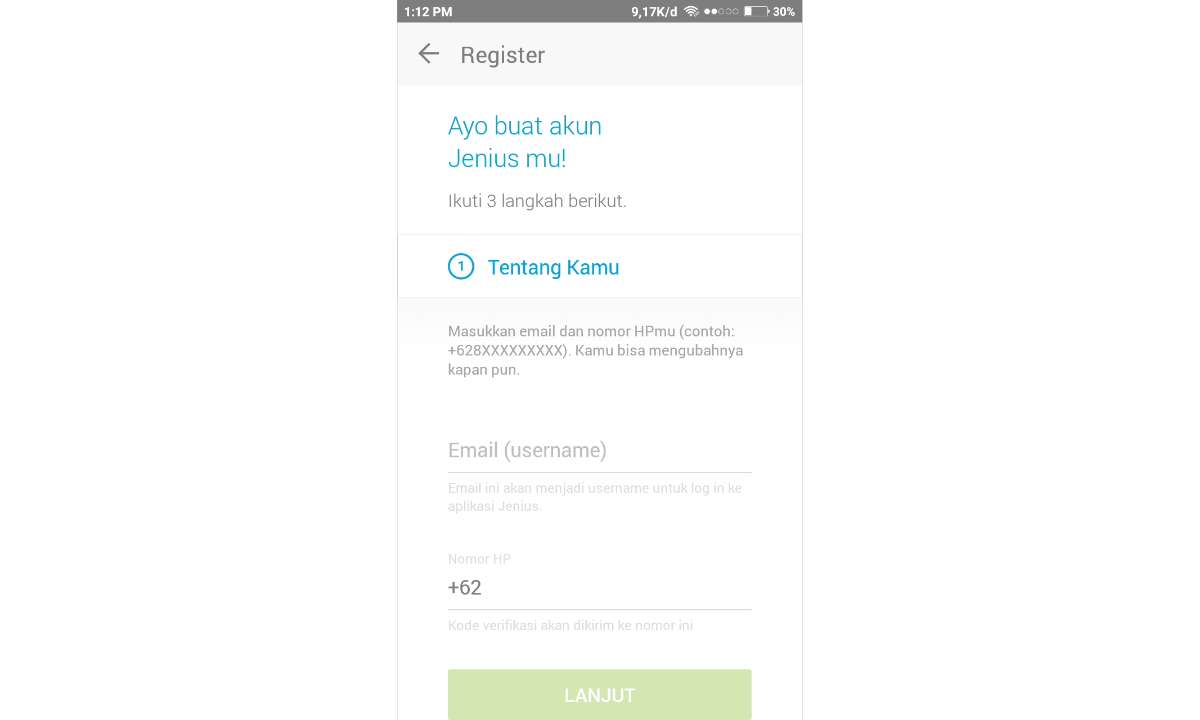 1:12 PM 9,17K/d 30%
Register
Ayo buat akun
Jenius mu!
Ikuti 3 langkah berikut.
1 Tentang Kamu
Masukkan email dan nomor HPmu (contoh:
+628XXXXXXXXX). Kamu bisa mengubahnya
kapan pun.
Email (username)
Email ini akan menjadi username untuk log in ke
aplikasi Jenius.
Nomor HP
+62
Kode verifikasi akan dikirim ke nomor ini
LANJUT